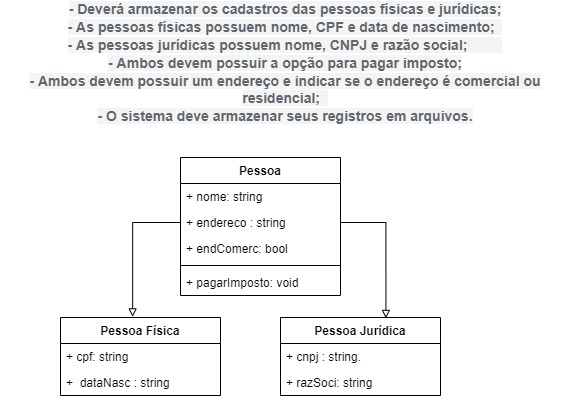 - Deverá armazenar os cadastros das pessoas físicas e jurídicas;
- As pessoas físicas possuem nome, CPF e data de nascimento;
- As pessoas jurídicas possuem nome, CNPJ e razão social;
- Ambos devem possuir a opção para pagar imposto;
- Ambos devem possuir um endereço e indicar se o endereço é comercial ou
residencial;
- O sistema deve armazenar seus registros em arquivos.
Pessoa
+ nome: string
+ endereco : string
+ endComerc: bool
+ pagarImposto: void
Pessoa Física
+ cpf: string
+ dataNasc : string
Pessoa Jurídica
+ cnpj : string.
+ razSoci: string